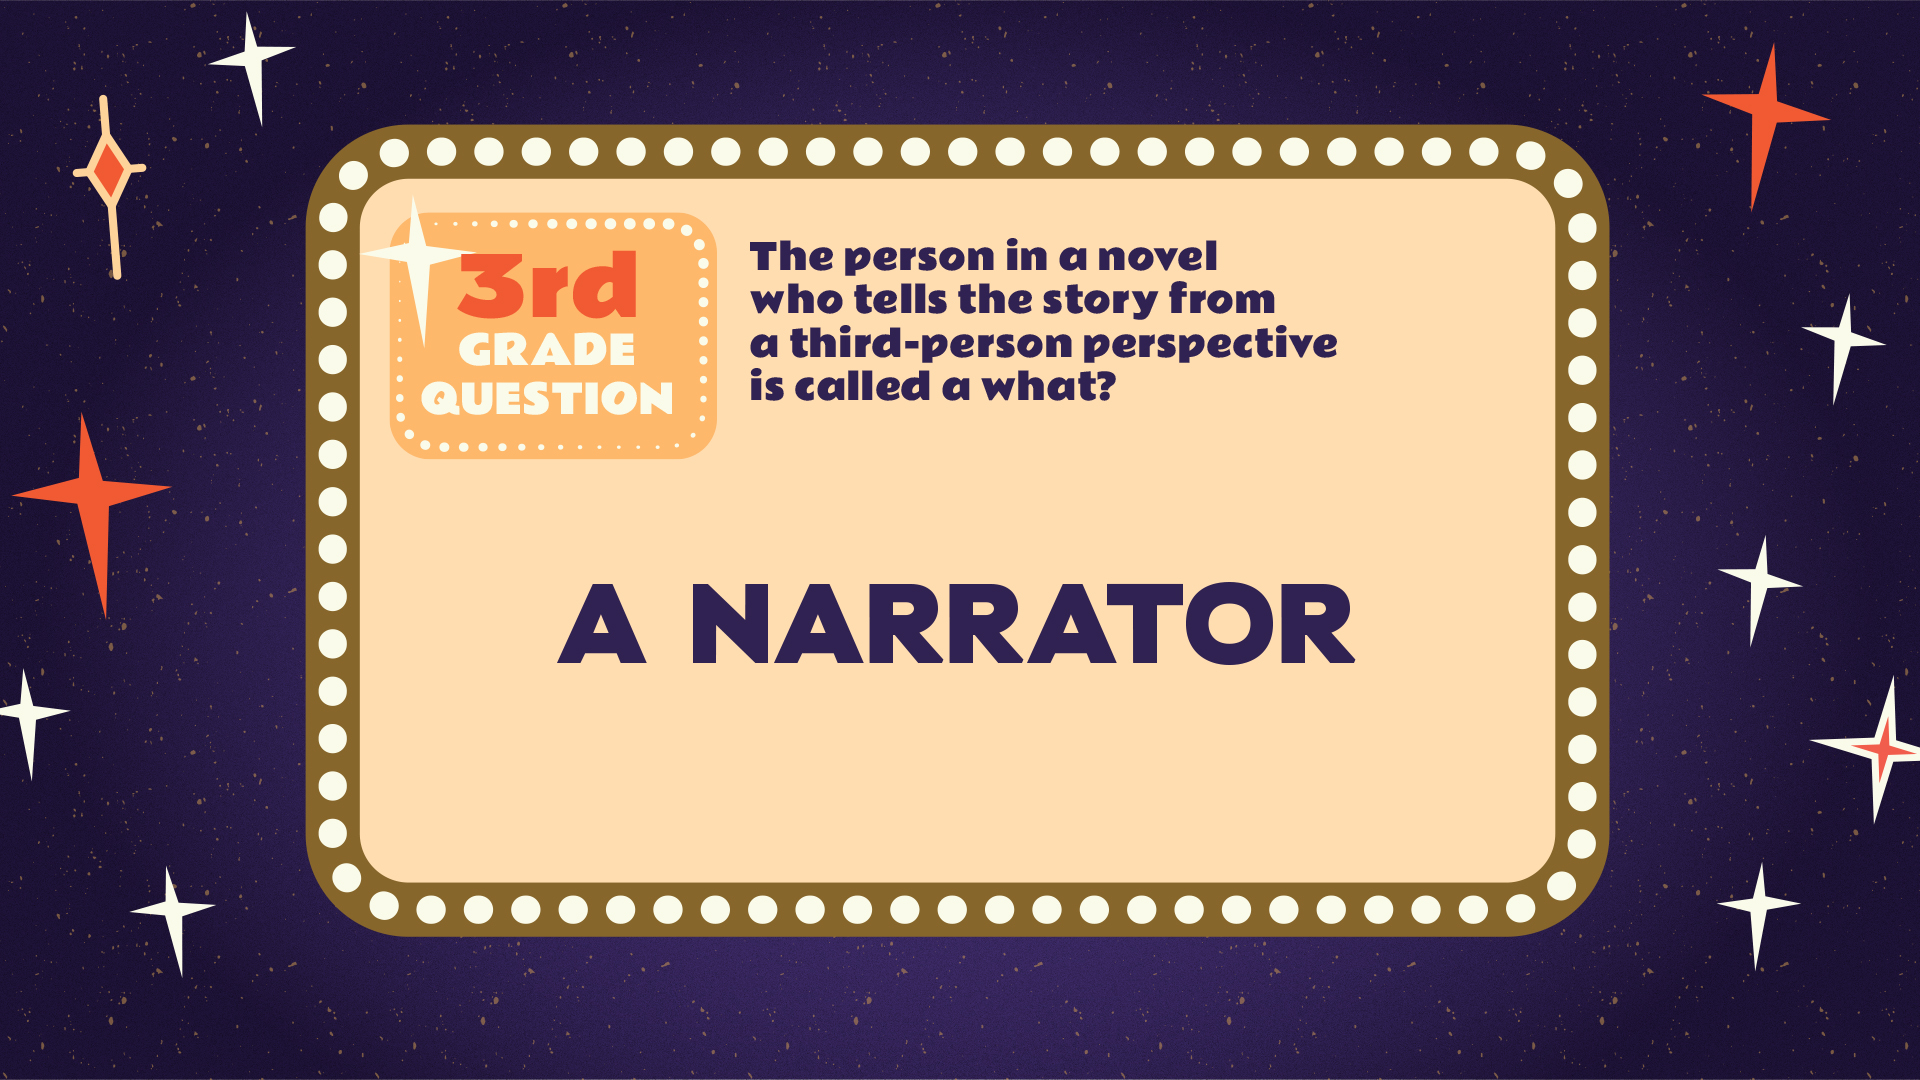 3rd
GRADE
QUESTION
The person in a novel
who tells the story from
a third-person perspective
is called a what?
A NARRATOR